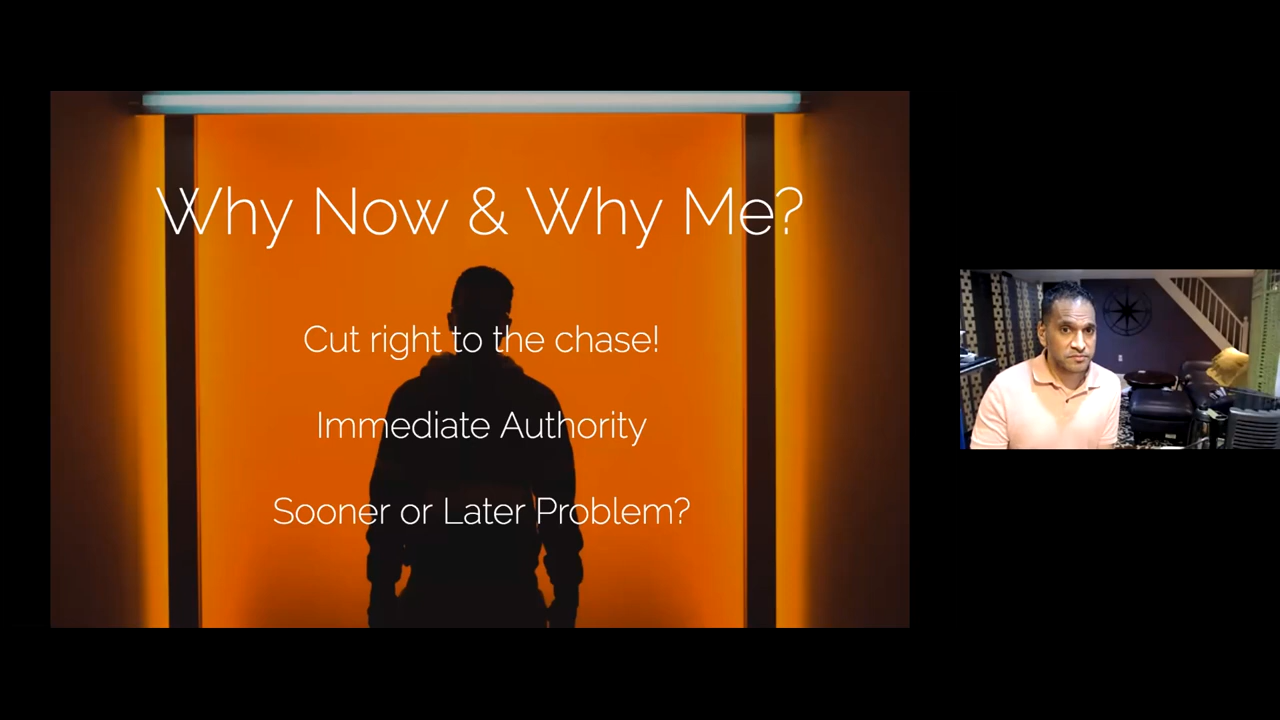 Why Now & Why Me?
Cut right to the chase!
Immediate Authority
Sooner or Later Problem?